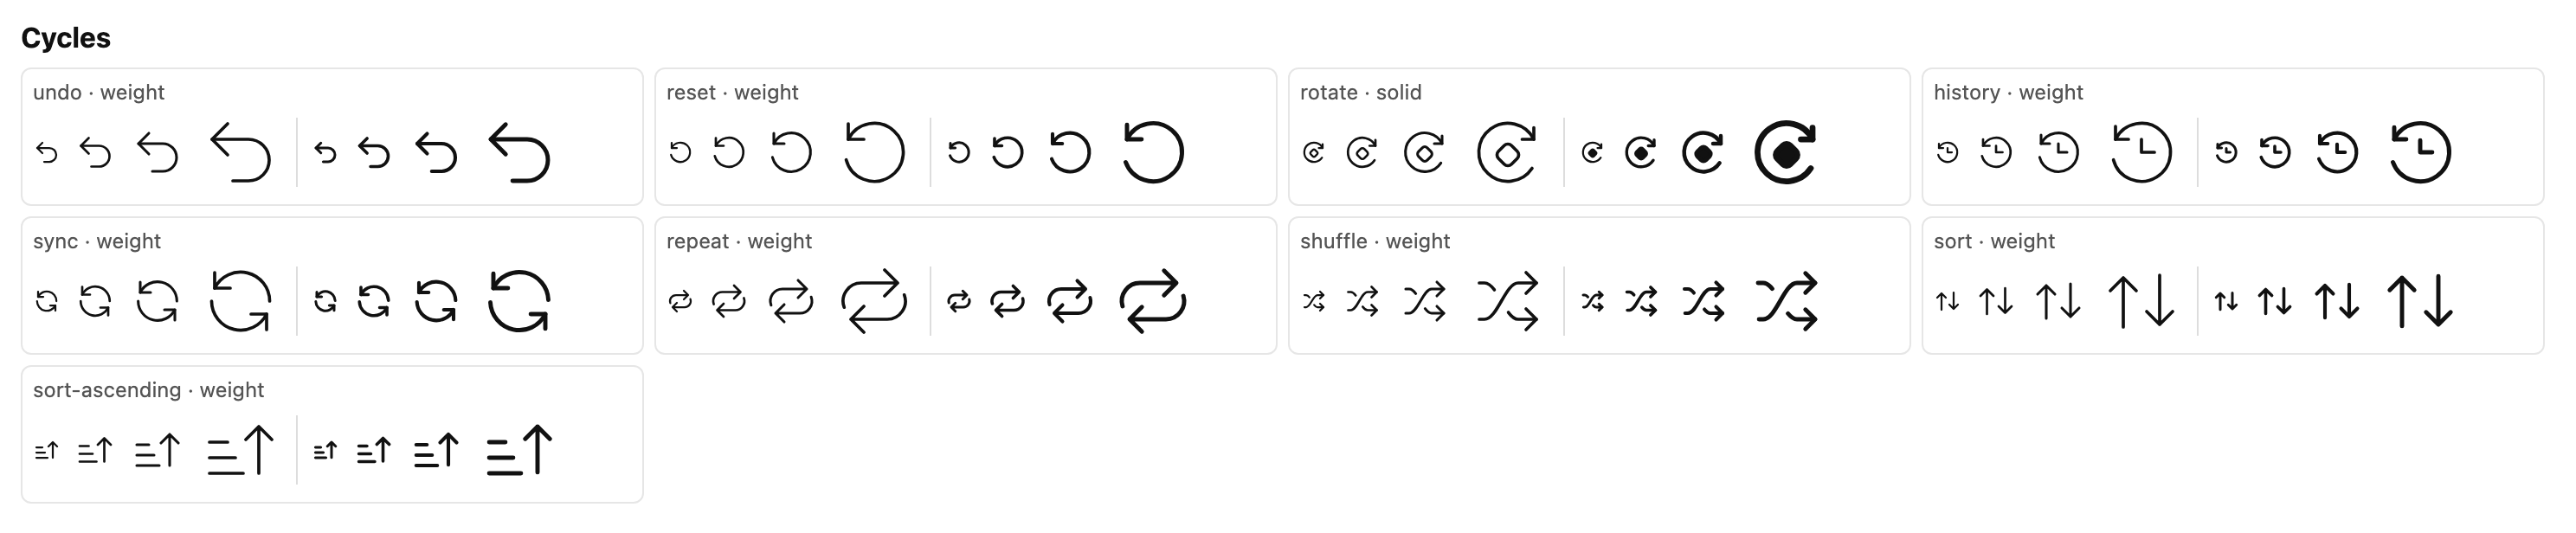 Cycles
undo · weight
reset · weight
rotate · solid
history · weight
sync · weight
repeat · weight
shuffle · weight
sort · weight
sort-ascending · weight